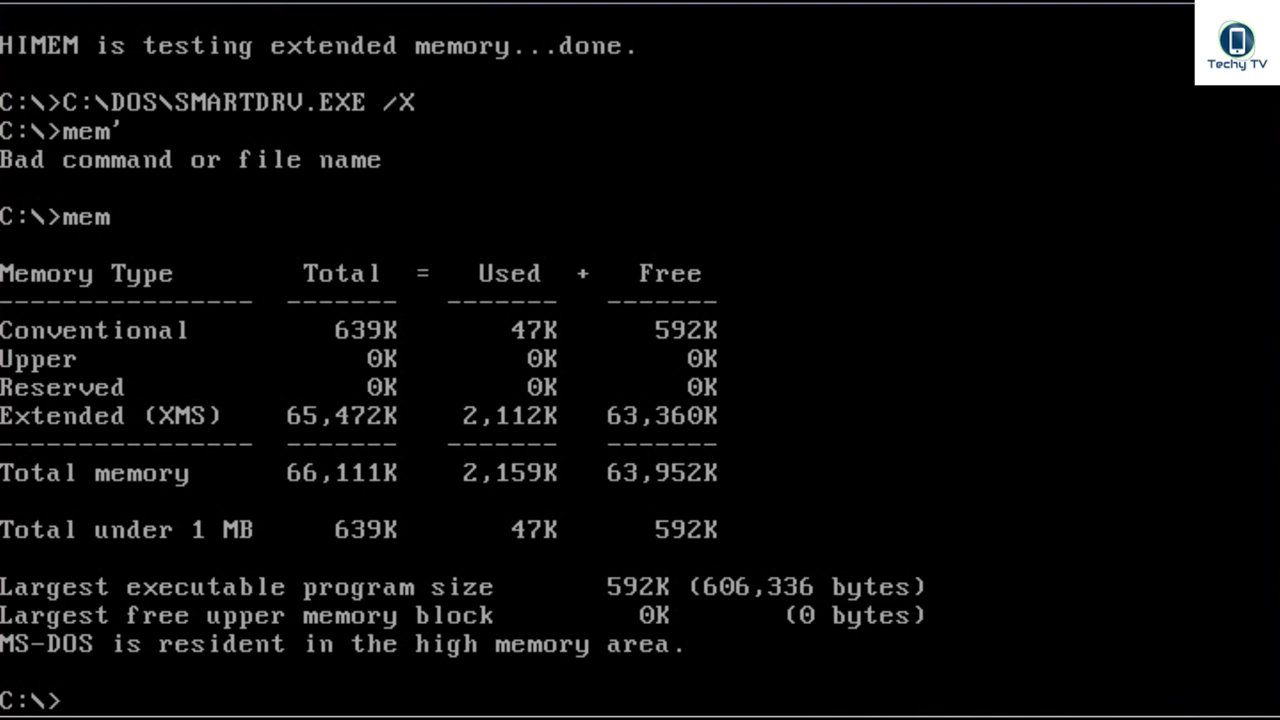 HIMEM is testing extended memory...done.
Techy TV
C:\>C:\DOS\SMARTDRV.EXE /X
C:\>mem'
Bad command or file name
C:\>mem
Memory Type Total = Used + Free
---------------- ------- ------- -------
Conventional 639K 47K 592K
Upper 0K 0K 0K
Reserved 0K 0K 0K
Extended (XMS) 65,472K 2,112K 63,360K
---------------- ------- ------- -------
Total memory 66,111K 2,159K 63,952K
Total under 1 MB 639K 47K 592K
Largest executable program size 592K (606,336 bytes)
Largest free upper memory block 0K (0 bytes)
MS-DOS is resident in the high memory area.
C:\>